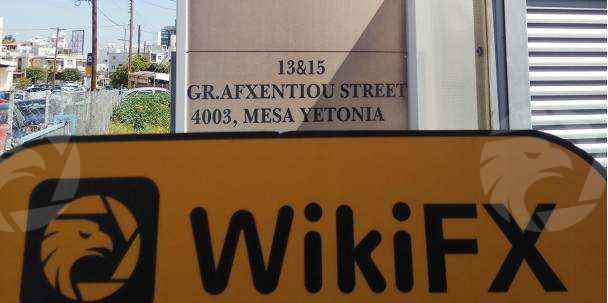 13&15
GR.AFXENTIOU STREET
4003, MESA YETONIA
WikiFX